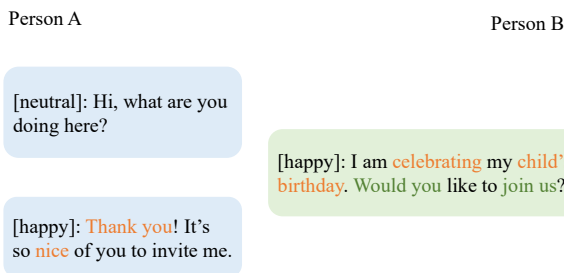 Person A
Person B
[neutral]: Hi, what are you
doing here?
[happy]: I am celebrating my child’
birthday. Would you like to join us?
[happy]: Thank you! It’s
so nice of you to invite me.